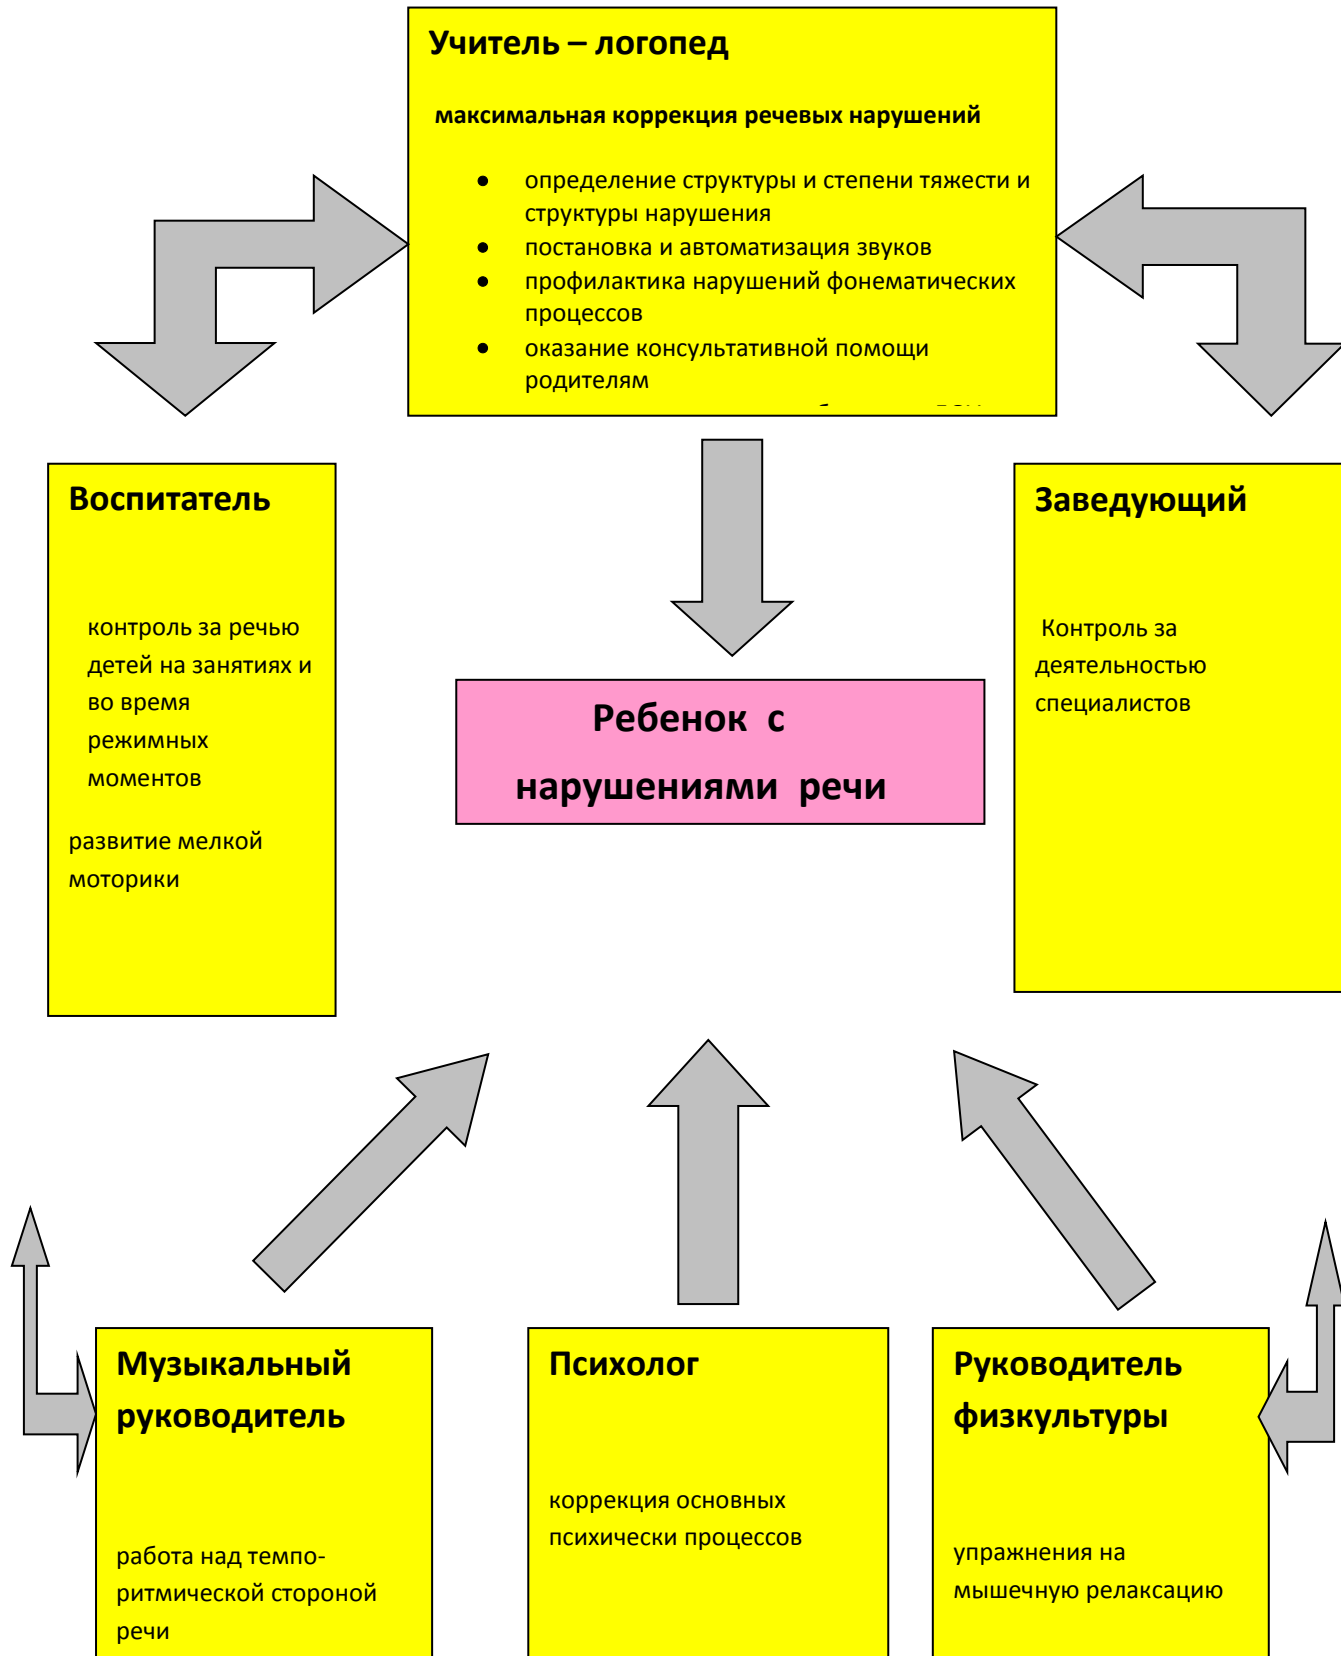 Учитель – логопед
максимальная коррекция речевых нарушений
● определение структуры и степени тяжести и
структуры нарушения
● постановка и автоматизация звуков
● профилактика нарушений фонематических
процессов
● оказание консультативной помощи
родителям
Воспитатель
контроль за речью
детей на занятиях и
во время
режимных
моментов
развитие мелкой
моторики
Ребенок с
нарушениями речи
Заведующий
Контроль за
деятельностью
специалистов
Музыкальный
руководитель
работа над темпо-
ритмической стороной
речи
Психолог
коррекция основных
психически процессов
Руководитель
физкультуры
упражнения на
мышечную релаксацию